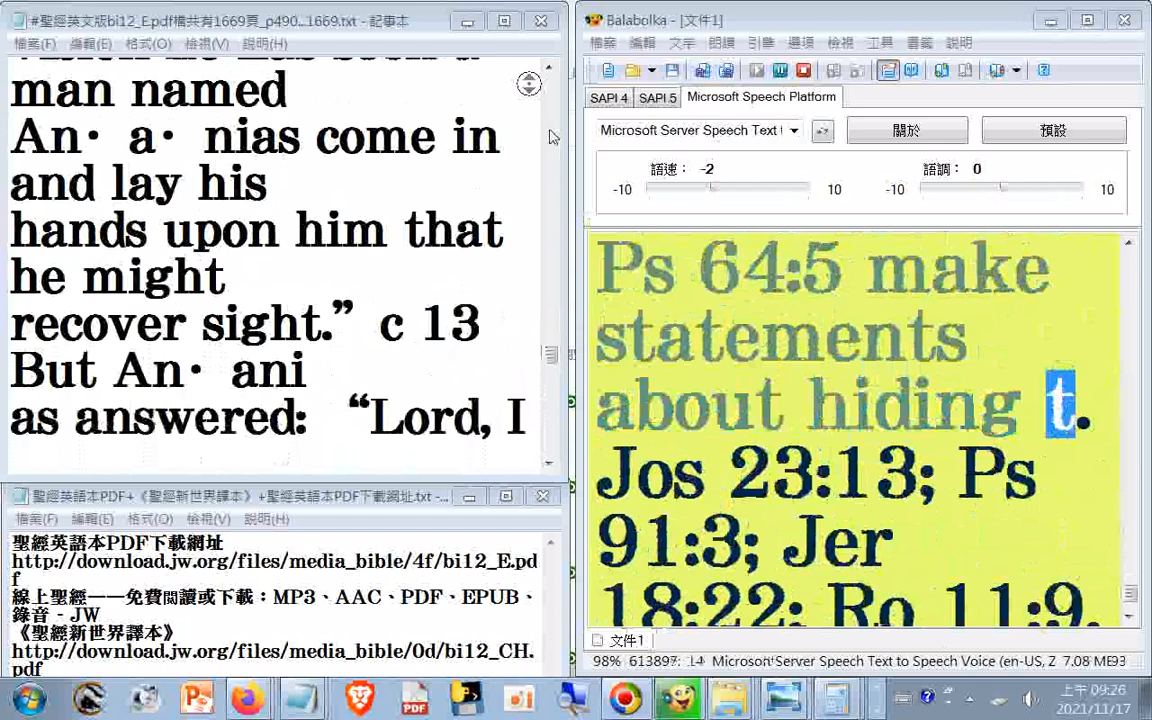 #聖經英文版bi12_E.pdf檔共有1669頁_p490...1669.txt - 記事本
檔案(F) 編輯(E) 格式(O) 檢視(V) 說明(H)
man named
An· a· nias come in
and lay his
hands upon him that
he might
recover sight.” c 13
But An· ani
as answered: “Lord, I
聖經英語本PDF+《聖經新世界譯本》+聖經英語本PDF下載網址.txt -...
檔案(F) 編輯(E) 格式(O) 檢視(V) 說明(H)
聖經英語本PDF下載網址
http://download.jw.org/files/media_bible/4f/bi12_E.pd
f
線上聖經——免費閱讀或下載：MP3、AAC、PDF、EPUB、
錄音 - JW
《聖經新世界譯本》
http://download.jw.org/files/media_bible/0d/bi12_CH.
pdf
Balabolka - [文件1]
檔案 編輯 文字 朗讀 引擎 選項 檢視 工具 書籤 說明
SAPI 4 SAPI 5 Microsoft Speech Platform
Microsoft Server Speech Text 關於 預設
語速： -2 語調： 0
-10 10 -10 10
Ps 64:5 make
statements
about hiding t.
Jos 23:13; Ps
91:3; Jer
18:22; Ro 11:9.
文件1
98% 613897: Microsoft Server Speech Text to Speech Voice (en-US, Z 7.08 ME93
PDF
上午 09:26
2021/11/17